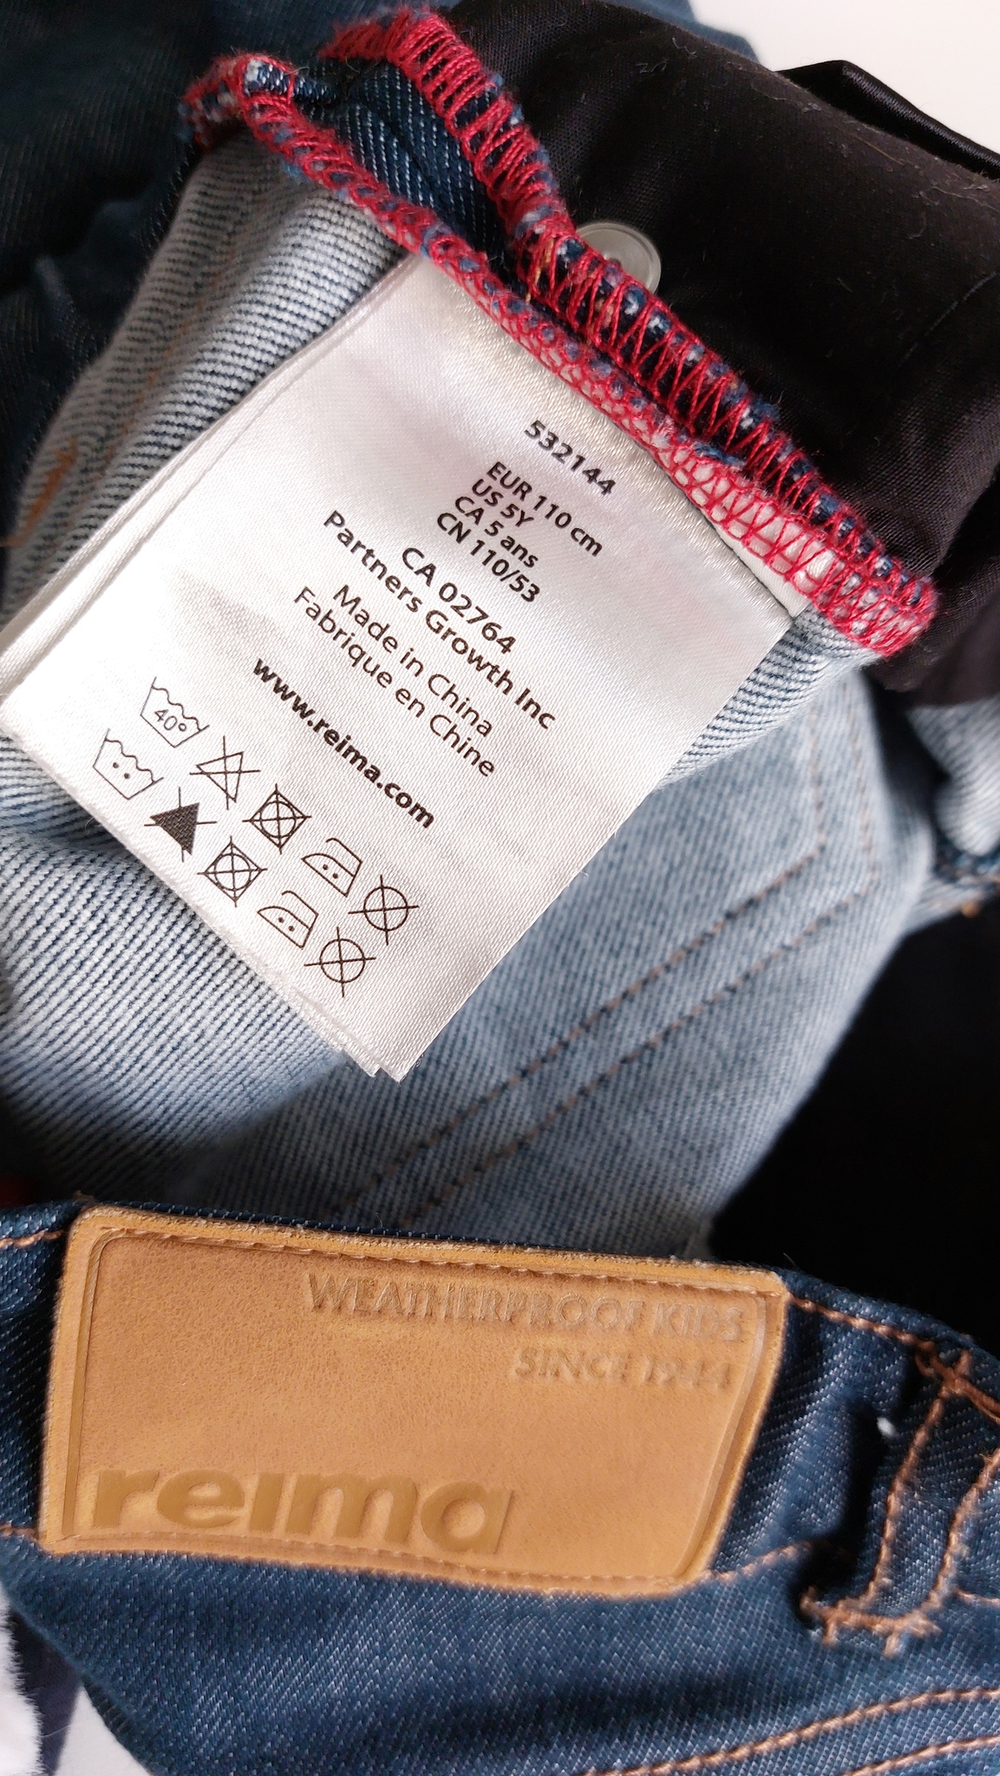 532144
EUR 110 cm
US 5Y
CA 5 ans
CN 110/53
CA 02764
Partners Growth Inc
Made in China
Fabrique en Chine
www.reima.com
40°
WEATHERPROOF KIDS
SINCE 1944
reima